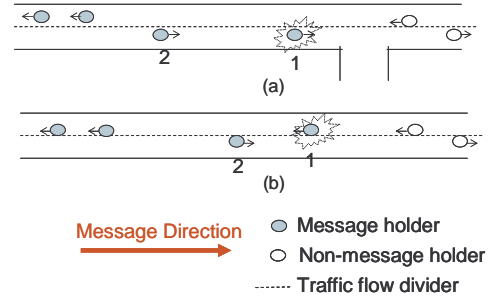 2
1
(a)
2
1
(b)
Message Direction
Message holder
Non-message holder
Traffic flow divider